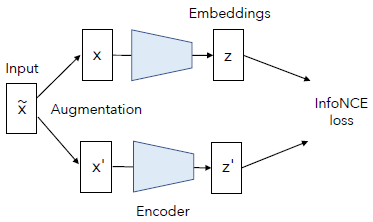 Embeddings
x
z
Input
x̃
Augmentation
InfoNCE
loss
x'
z'
Encoder